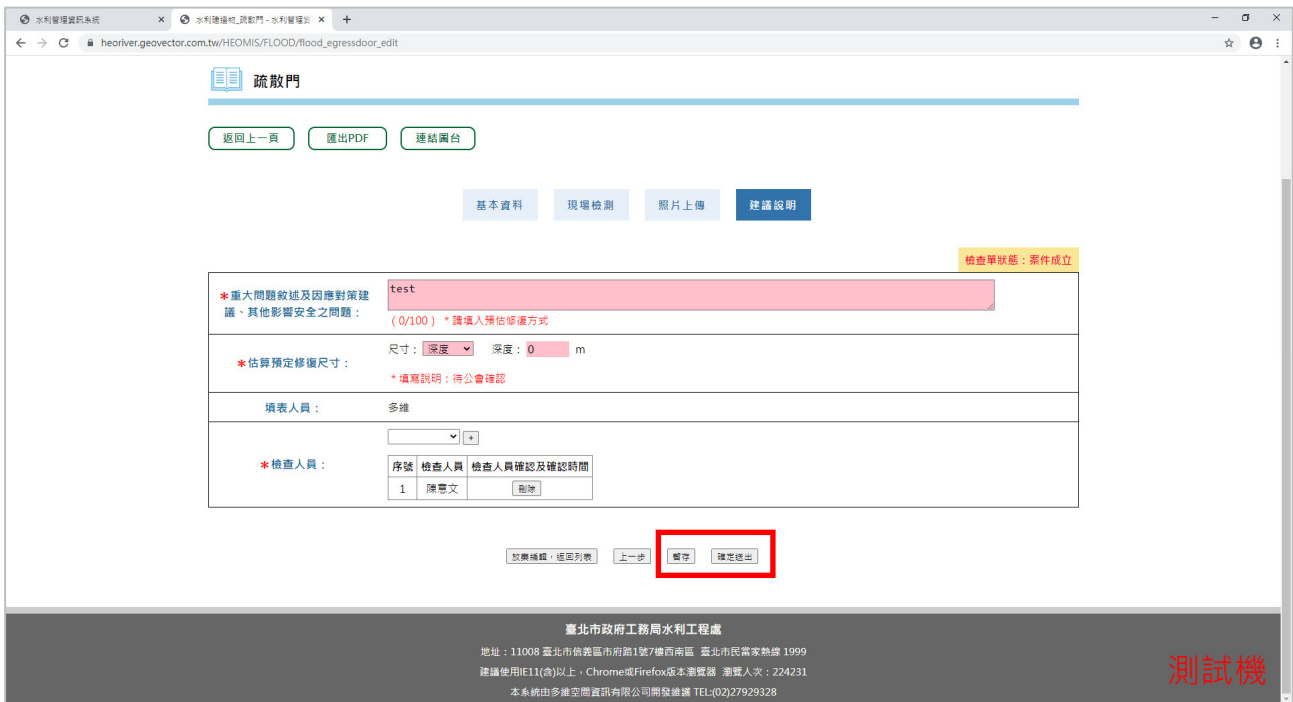 水利管理資訊系統
水利建造物_疏散門 - 水利管理資
heoriver.geovector.com.tw/HEOMIS/FLOOD/flood_egressdoor_edit
疏散門
返回上一頁 匯出PDF 連結圖台
基本資料 現場檢測 照片上傳 建議說明
檢查單狀態：案件成立
*重大問題敘述及因應對策建
議、其他影響安全之問題：
test
( 0/100 ) * 請填入預估修復方式
*估算預定修復尺寸：
尺寸： 深度 深度： 0 m
* 填寫說明：待公會確認
填表人員： 多維
*檢查人員：
+
序號 檢查人員 檢查人員確認及確認時間
1 陳意文 刪除
放棄編輯，返回列表 上一步 暫存 確定送出
臺北市政府工務局水利工程處
地址：11008 臺北市信義區市府路1號7樓西南區 臺北市民當家熱線 1999
建議使用IE11(含)以上，Chrome或Firefox版本瀏覽器 瀏覽人次：224231
本系統由多維空間資訊有限公司開發維護 TEL:(02)27929328
測試機